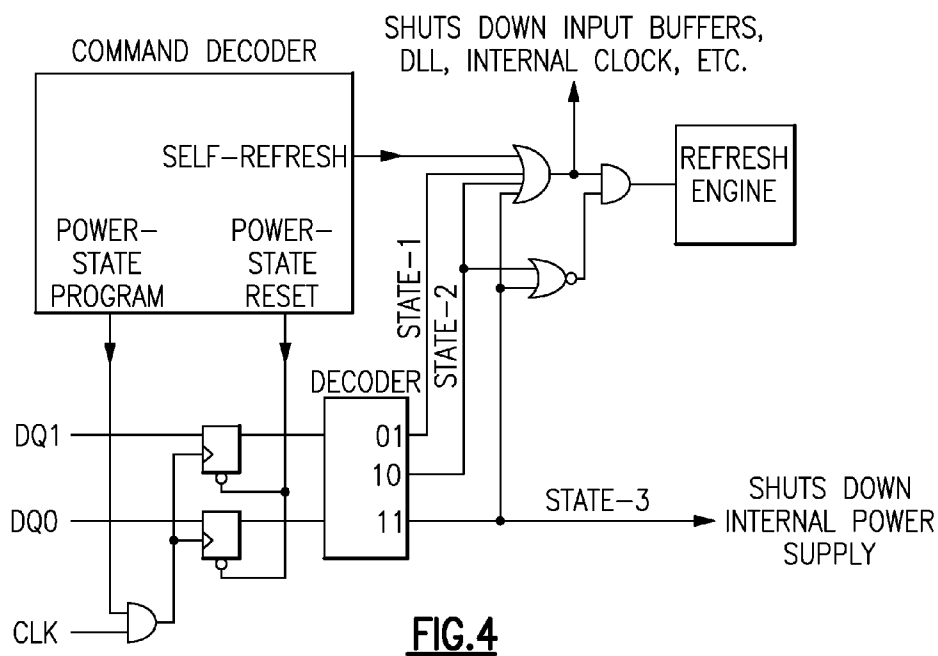 SHUTS DOWN INPUT BUFFERS,
DLL, INTERNAL CLOCK, ETC.
COMMAND DECODER
SELF-REFRESH
REFRESH
ENGINE
POWER-
STATE
PROGRAM
POWER-
STATE
RESET
STATE-1
STATE-2
DECODER
DQ1
01
10
DQ0
11
STATE-3
SHUTS DOWN
INTERNAL POWER
SUPPLY
CLK
FIG.4